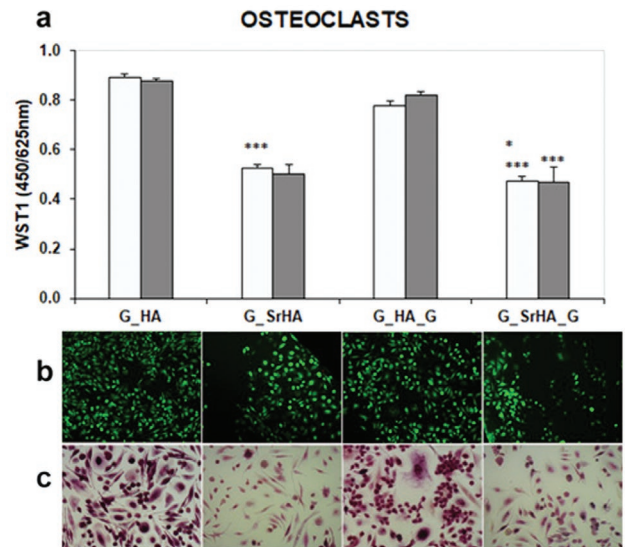 a OSTEOCLASTS
1.0
0.8
0.6
0.4
0.2
0.0
WST1 (450/625nm)
***
*
*** ***
G_HA G_SrHA G_HA_G G_SrHA_G
b
c